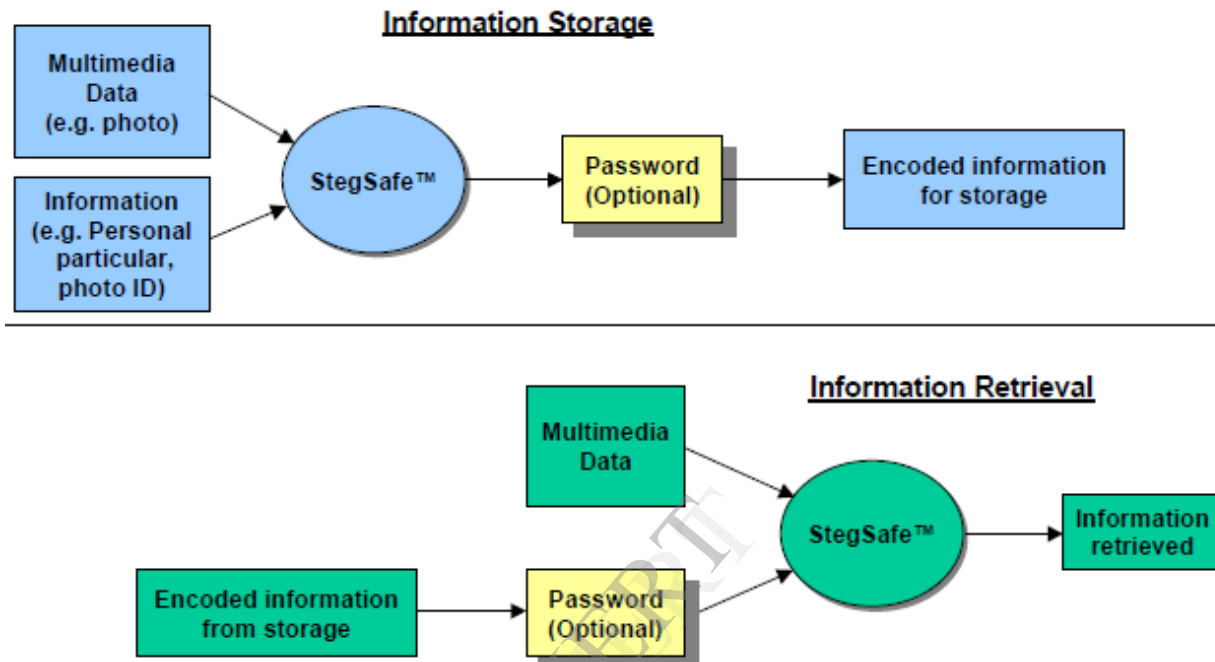 Information Storage
Multimedia
Data
(e.g. photo)
Information
(e.g. Personal
particular,
photo ID)
StegSafe™
Password
(Optional)
Encoded information
for storage
Information Retrieval
Multimedia
Data
Encoded information
from storage
Password
(Optional)
StegSafe™
Information
retrieved